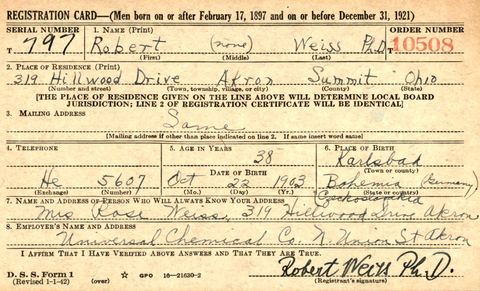 REGISTRATION CARD—(Men born on or after February 17, 1897 and on or before December 31, 1921)
SERIAL NUMBER 1. NAME (Print) ORDER NUMBER
T 797 Robert (none) Weiss Ph.D. T 10508
(First) (Middle) (Last)
2. PLACE OF RESIDENCE (Print)
319 Hillwood Drive Akron Summit Ohio
(Number and street) (Town, township, village, or city) (County) (State)
[THE PLACE OF RESIDENCE GIVEN ON THE LINE ABOVE WILL DETERMINE LOCAL BOARD
JURISDICTION; LINE 2 OF REGISTRATION CERTIFICATE WILL BE IDENTICAL]
3. MAILING ADDRESS
Same
[Mailing address if other than place indicated on line 2. If same insert word same]
4. TELEPHONE 5. AGE IN YEARS 6. PLACE OF BIRTH
38 Karlsbad
DATE OF BIRTH (Town or county)
He 5607 Oct 22 1903 Bohemia (Germany)
(Exchange) (Number) (Mo.) (Day) (Yr.) (State or country)
Czechoslovakia
7. NAME AND ADDRESS OF PERSON WHO WILL ALWAYS KNOW YOUR ADDRESS
Mrs Rose Weiss, 319 Hillwood Drive Akron
8. EMPLOYER'S NAME AND ADDRESS
Universal Chemical Co. N. Union St Akron
I AFFIRM THAT I HAVE VERIFIED ABOVE ANSWERS AND THAT THEY ARE TRUE.
D. S. S. Form 1 GPO 16—21630-2 Robert Weiss Ph. D.
(Revised 1-1-42) (over) (Registrant's signature)